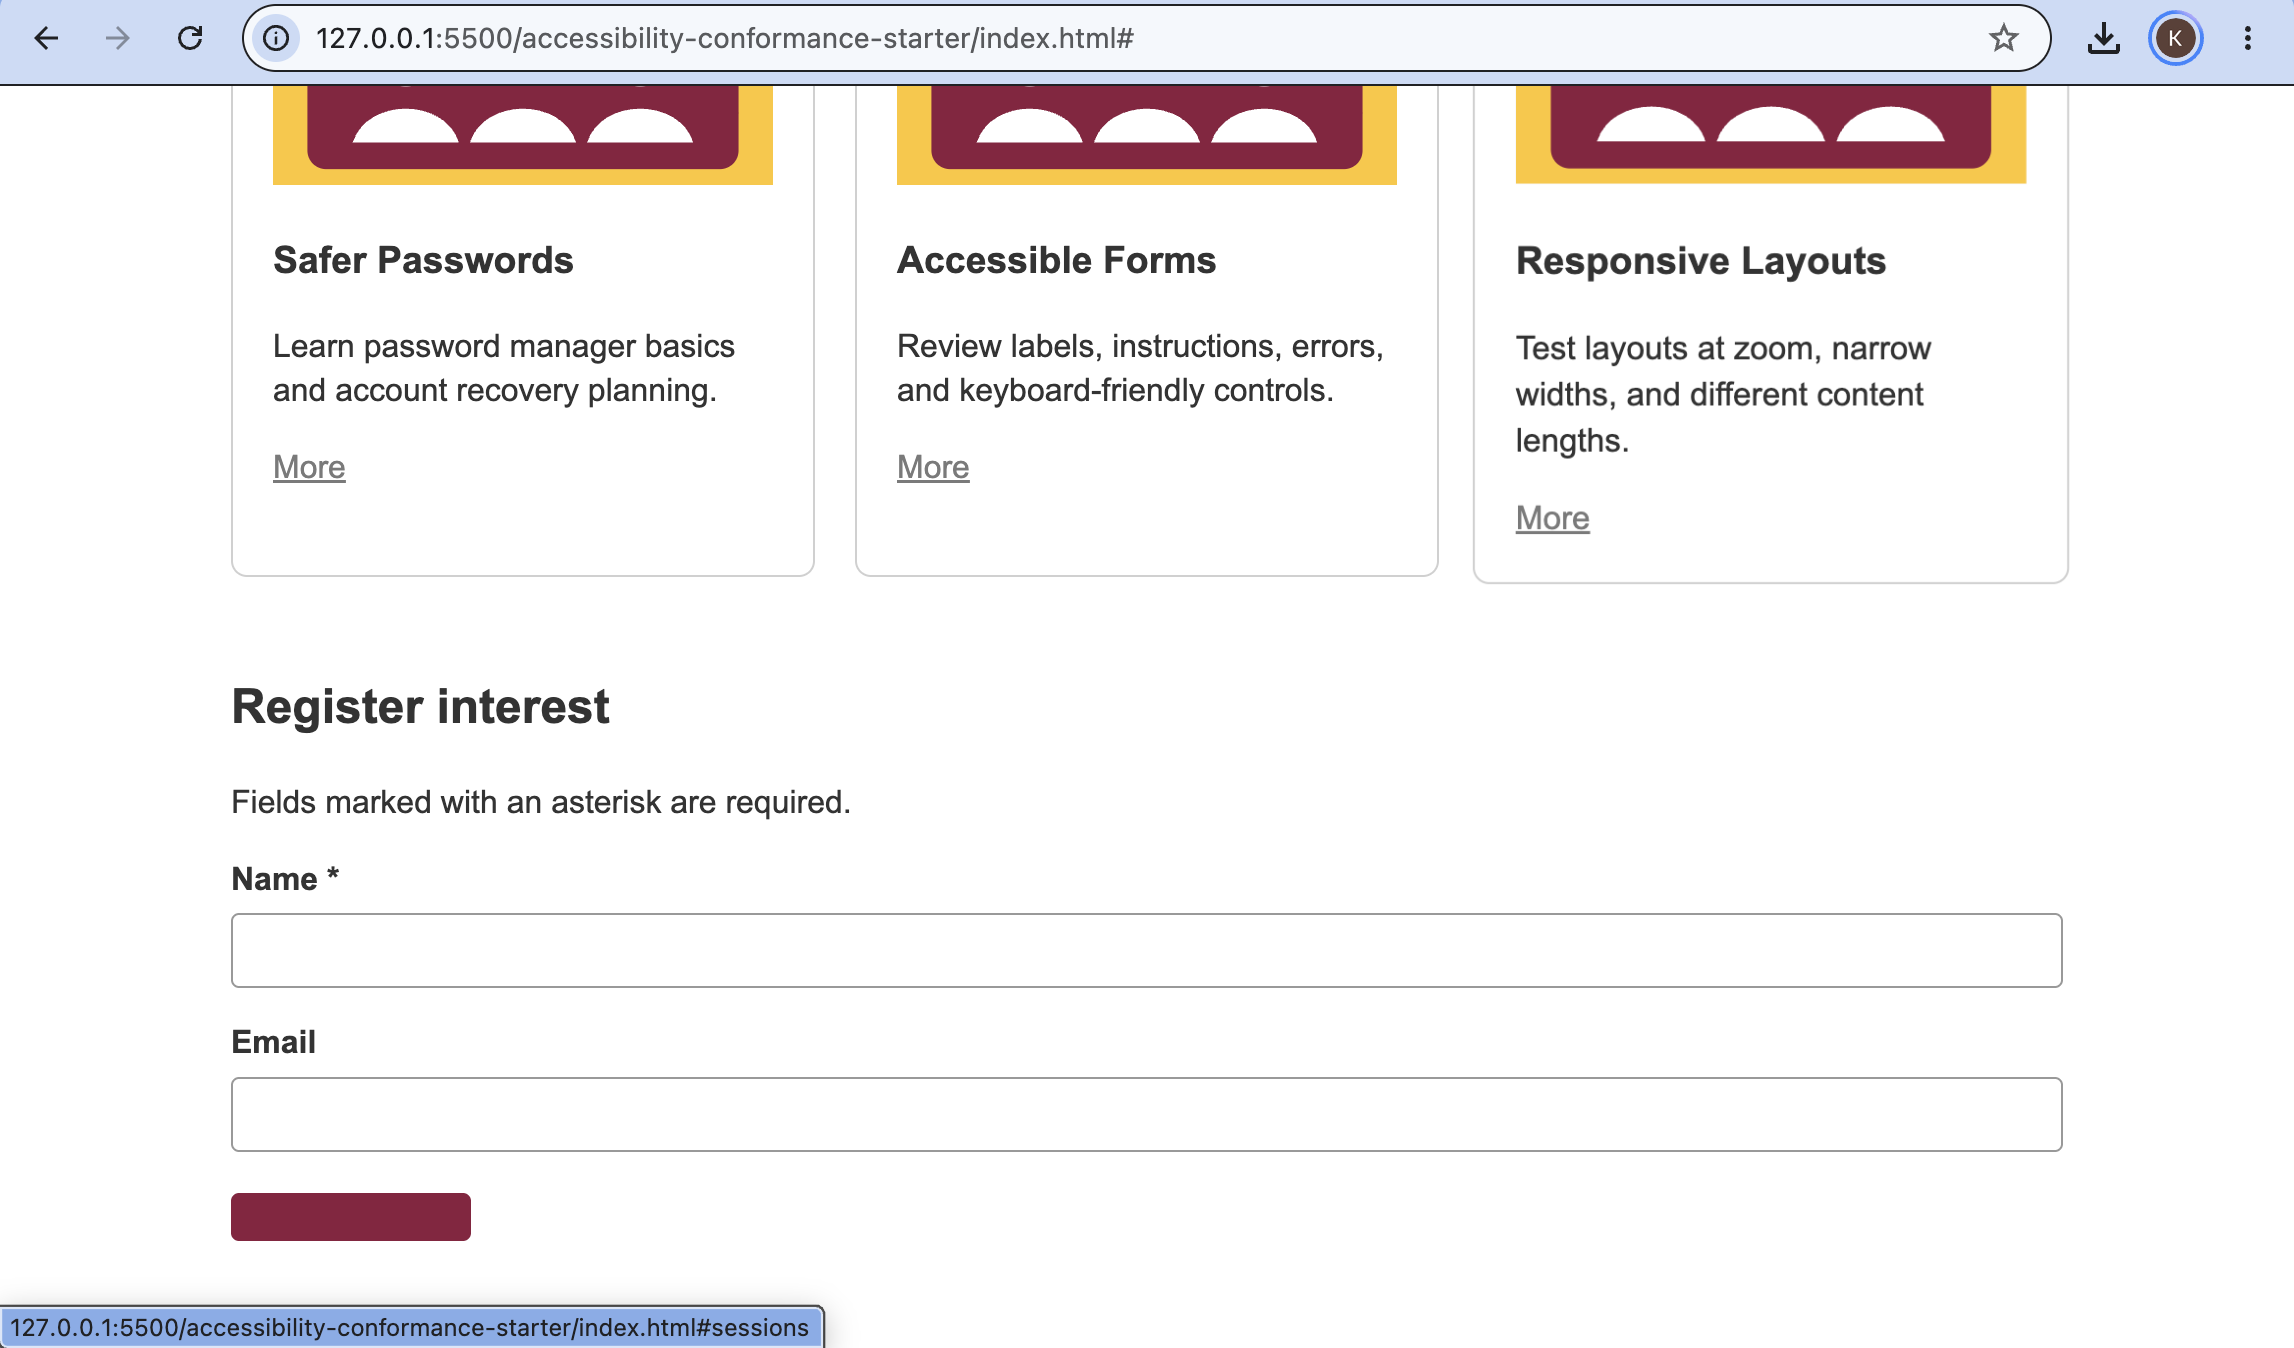 127.0.0.1:5500/accessibility-conformance-starter/index.html#
K
Safer Passwords
Learn password manager basics
and account recovery planning.
More
Accessible Forms
Review labels, instructions, errors,
and keyboard-friendly controls.
More
Responsive Layouts
Test layouts at zoom, narrow
widths, and different content
lengths.
More
Register interest
Fields marked with an asterisk are required.
Name *
Email
127.0.0.1:5500/accessibility-conformance-starter/index.html#sessions